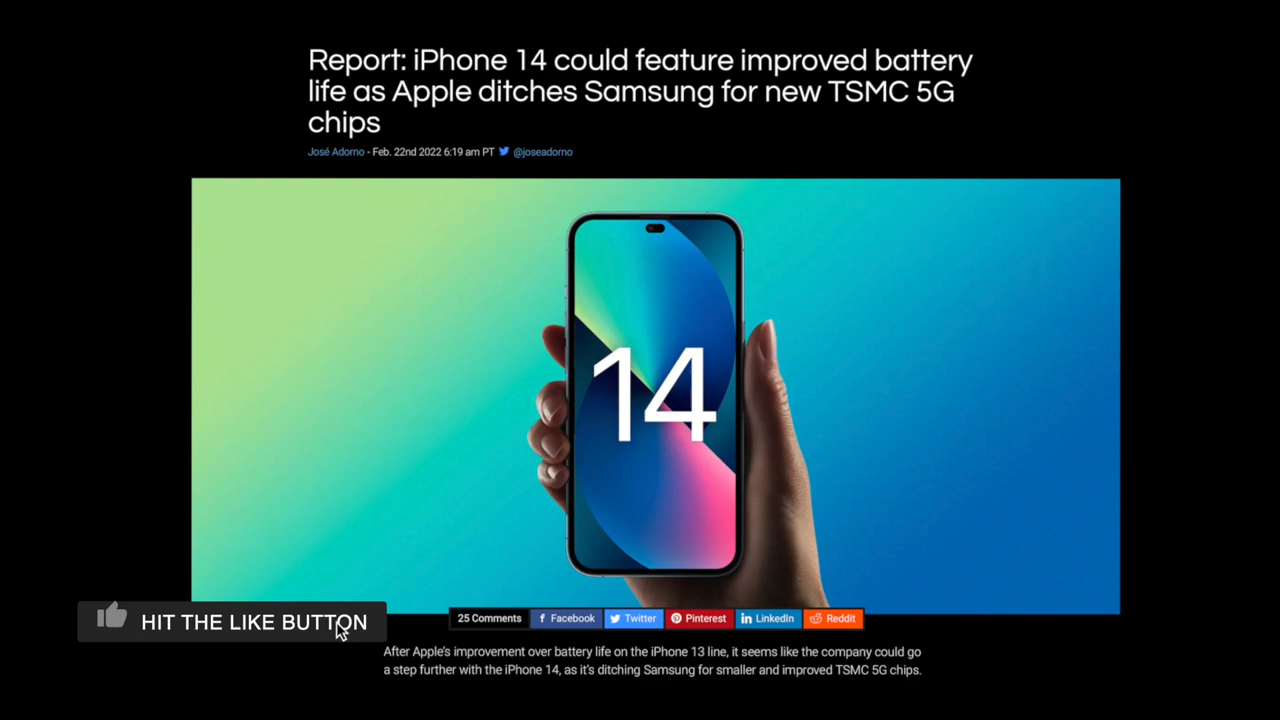 Report: iPhone 14 could feature improved battery
life as Apple ditches Samsung for new TSMC 5G
chips
José Adorno - Feb. 22nd 2022 6:19 am PT @joseadorno
14
HIT THE LIKE BUTTON
25 Comments Facebook Twitter Pinterest LinkedIn Reddit
After Apple's improvement over battery life on the iPhone 13 line, it seems like the company could go
a step further with the iPhone 14, as it's ditching Samsung for smaller and improved TSMC 5G chips.